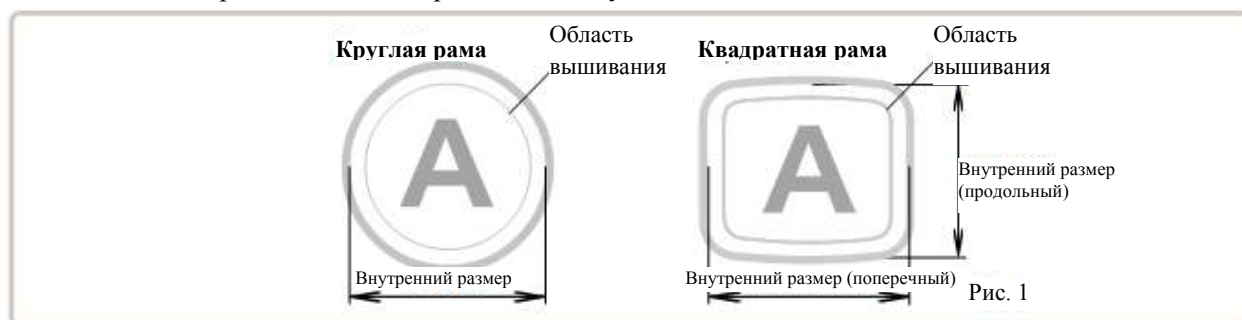 Круглая рама
Область
вышивания
A
Внутренний размер
Квадратная рама
Область
вышивания
A
Внутренний размер
(продольный)
Внутренний размер (поперечный)
Рис. 1